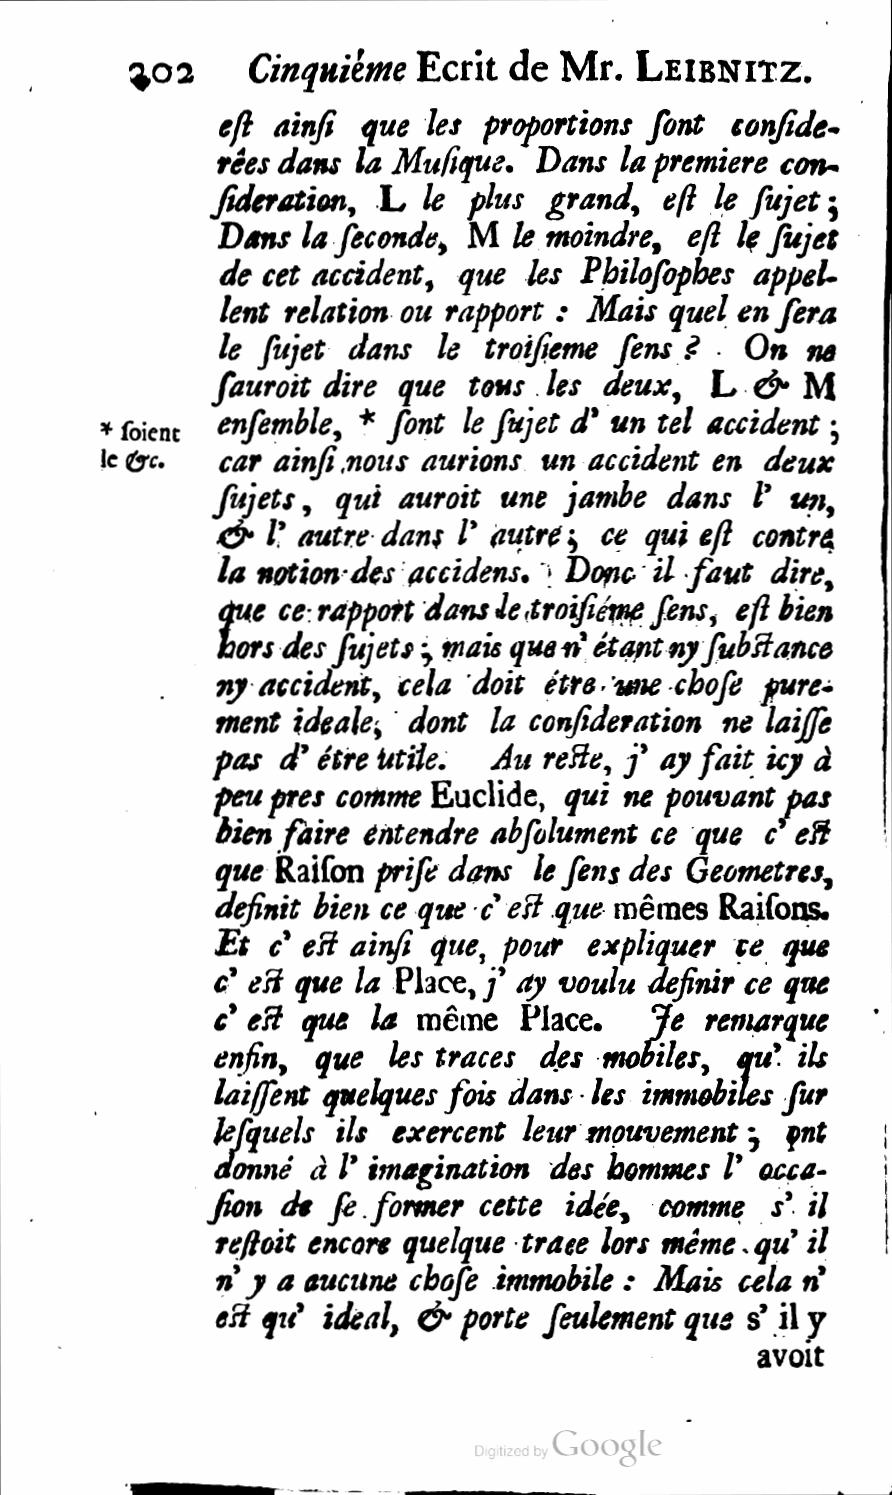 202 Cinquiéme Ecrit de Mr. LEIBNITZ.
eſt ainſi que les proportions ſont conſide-
rêes dans la Muſique. Dans la premiere con-
ſideration, L le plus grand, eſt le ſujet;
Dans la ſeconde, M le moindre, eſt le ſujet
de cet accident, que les Philoſophes appel-
lent relation ou rapport : Mais quel en ſera
le ſujet dans le troiſieme ſens ? On ne
ſauroit dire que tous les deux, L & M
enſemble, * ſont le ſujet d' un tel accident ;
* ſoient
le &c.
car ainſi nous aurions un accident en deux
ſujets, qui auroit une jambe dans l' un,
& l' autre dans l' autre; ce qui eſt contre
la notion des accidens. Donc il faut dire,
que ce rapport dans le troiſiéme ſens, eſt bien
hors des ſujets ; mais que n' étant ny ſubſtance
ny accident, cela doit étre une choſe pure-
ment ideale, dont la conſideration ne laiſſe
pas d' étre utile. Au reſte, j' ay fait icy à
peu pres comme Euclide, qui ne pouvant pas
bien faire entendre abſolument ce que c' eſt
que Raiſon priſe dans le ſens des Geometres,
definit bien ce que c' eſt que mêmes Raiſons.
Et c' eſt ainſi que, pour expliquer ce que
c' eſt que la Place, j' ay voulu definir ce que
c' eſt que la même Place. Je remarque
enfin, que les traces des mobiles, qu' ils
laiſſent quelques fois dans les immobiles ſur
leſquels ils exercent leur mouvement ; ont
donné à l' imagination des hommes l' occa-
ſion de ſe former cette idée, comme s' il
reſtoit encore quelque trace lors même qu' il
n' y a aucune choſe immobile : Mais cela n'
eſt qu' ideal, & porte ſeulement que s' il y
avoit
Digitized by Google